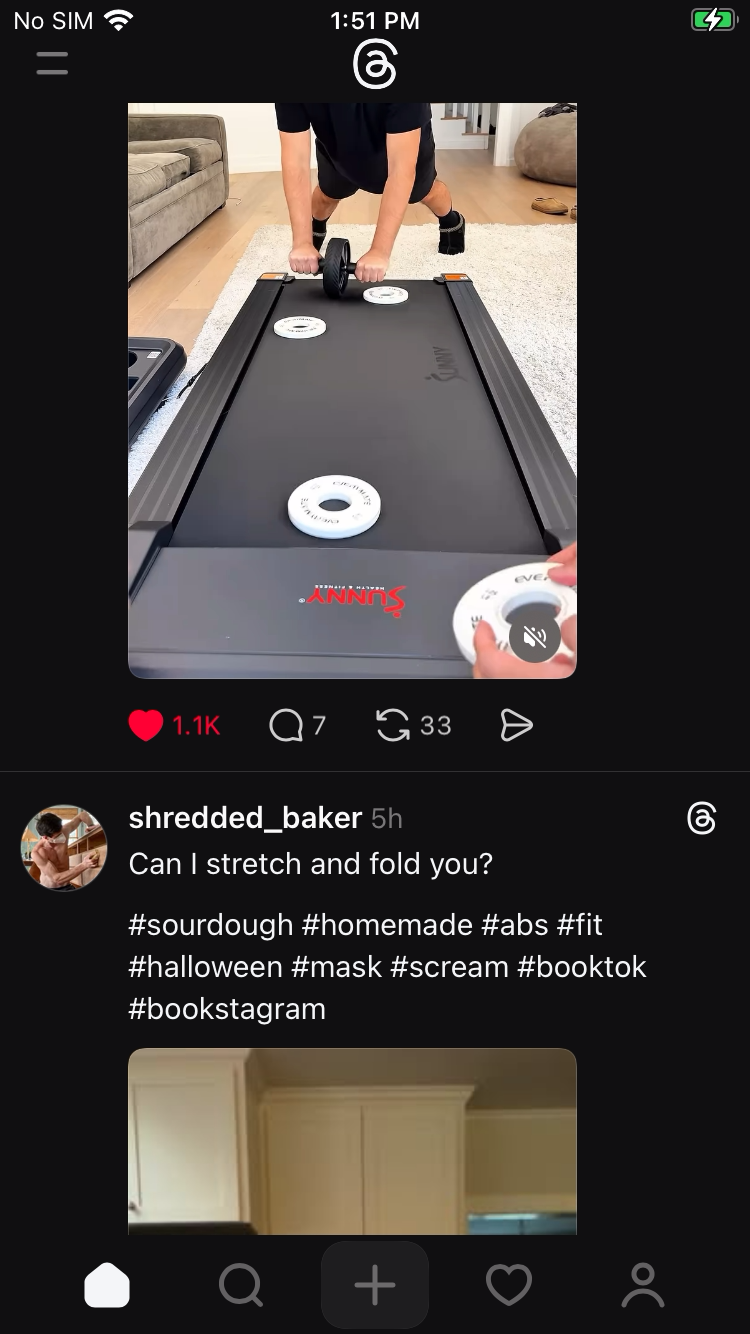 No SIM
1:51 PM
SUNNY
SUNNY
HEALTH & FITNESS
®
1.1K
7
33
shredded_baker 5h
Can I stretch and fold you?
#sourdough #homemade #abs #fit
#halloween #mask #scream #booktok
#bookstagram